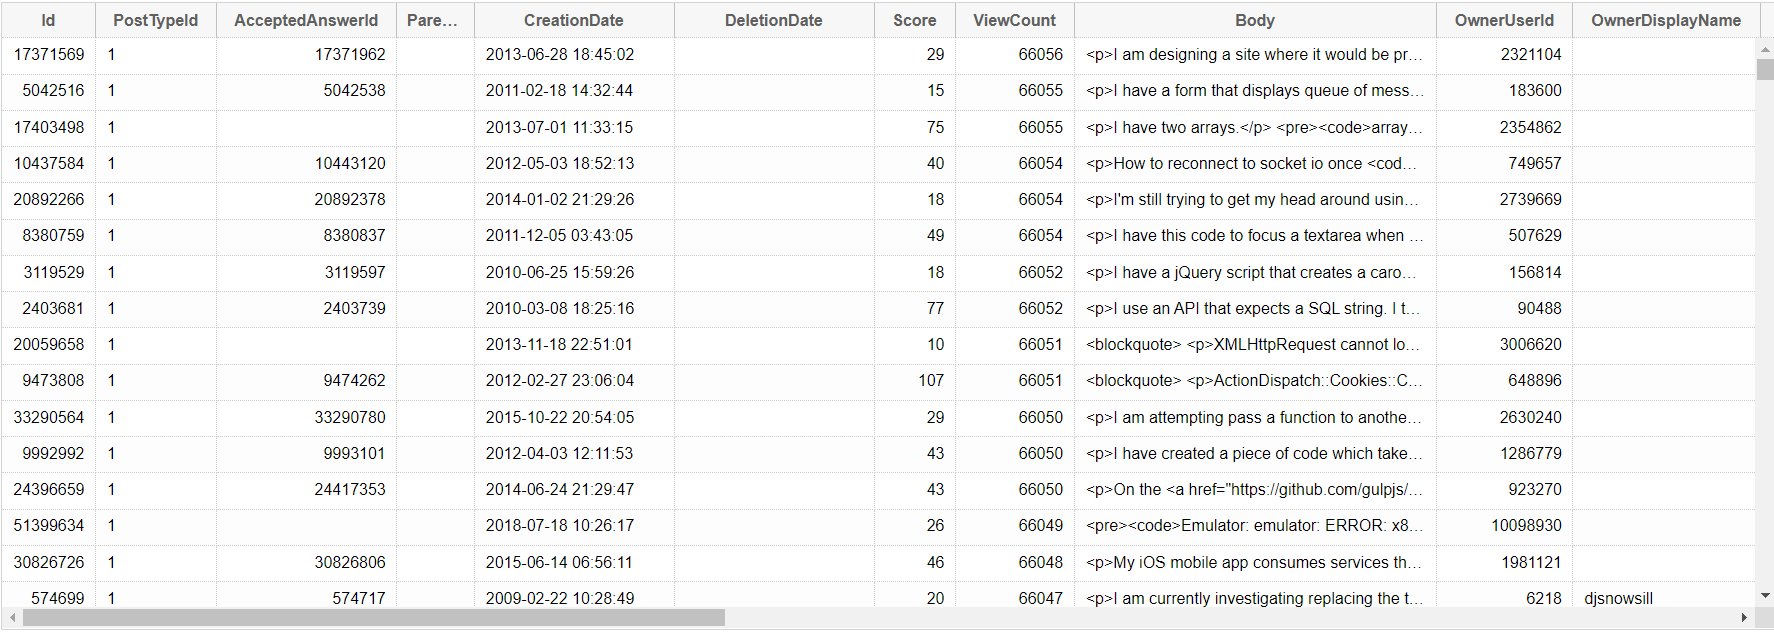 Id PostTypeId AcceptedAnswerId Pare... CreationDate DeletionDate Score ViewCount Body OwnerUserId OwnerDisplayName
17371569 1 17371962 2013-06-28 18:45:02 29 66056 <p>I am designing a site where it would be pr... 2321104
5042516 1 5042538 2011-02-18 14:32:44 15 66055 <p>I have a form that displays queue of mess... 183600
17403498 1 2013-07-01 11:33:15 75 66055 <p>I have two arrays.</p> <pre><code>array... 2354862
10437584 1 10443120 2012-05-03 18:52:13 40 66054 <p>How to reconnect to socket io once <cod... 749657
20892266 1 20892378 2014-01-02 21:29:26 18 66054 <p>I'm still trying to get my head around usin... 2739669
8380759 1 8380837 2011-12-05 03:43:05 49 66054 <p>I have this code to focus a textarea when ... 507629
3119529 1 3119597 2010-06-25 15:59:26 18 66052 <p>I have a jQuery script that creates a caro... 156814
2403681 1 2403739 2010-03-08 18:25:16 77 66052 <p>I use an API that expects a SQL string. I t... 90488
20059658 1 2013-11-18 22:51:01 10 66051 <blockquote> <p>XMLHttpRequest cannot lo... 3006620
9473808 1 9474262 2012-02-27 23:06:04 107 66051 <blockquote> <p>ActionDispatch::Cookies::C... 648896
33290564 1 33290780 2015-10-22 20:54:05 29 66050 <p>I am attempting pass a function to anothe... 2630240
9992992 1 9993101 2012-04-03 12:11:53 43 66050 <p>I have created a piece of code which take... 1286779
24396659 1 24417353 2014-06-24 21:29:47 43 66050 <p>On the <a href="https://github.com/gulpjs/... 923270
51399634 1 2018-07-18 10:26:17 26 66049 <pre><code>Emulator: emulator: ERROR: x8... 10098930
30826726 1 30826806 2015-06-14 06:56:11 46 66048 <p>My iOS mobile app consumes services th... 1981121
574699 1 574717 2009-02-22 10:28:49 20 66047 <p>I am currently investigating replacing the t... 6218 djsnowsill